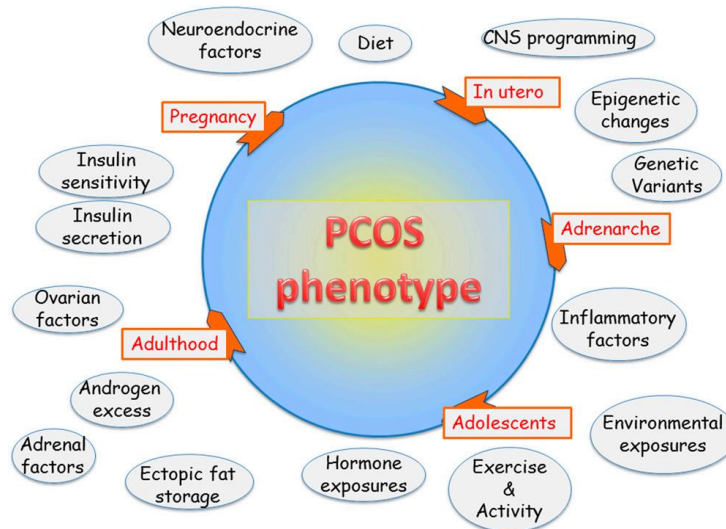 Neuroendocrine
factors
Diet
CNS programming
In utero
Epigenetic
changes
Pregnancy
Genetic
Variants
Insulin
sensitivity
Insulin
secretion
PCOS
phenotype
Adrenarche
Ovarian
factors
Inflammatory
factors
Adulthood
Androgen
excess
Adolescents
Environmental
exposures
Adrenal
factors
Ectopic fat
storage
Hormone
exposures
Exercise
&
Activity